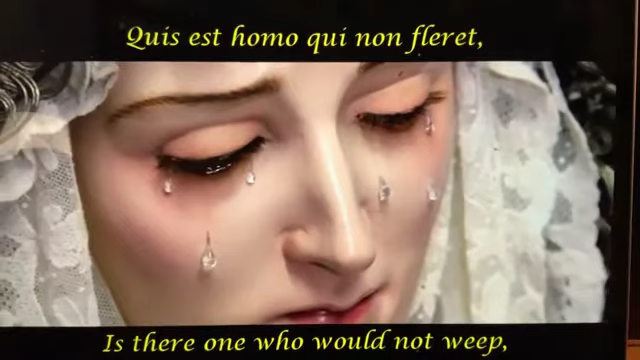 Quis est homo qui non fleret,
Is there one who would not weep,